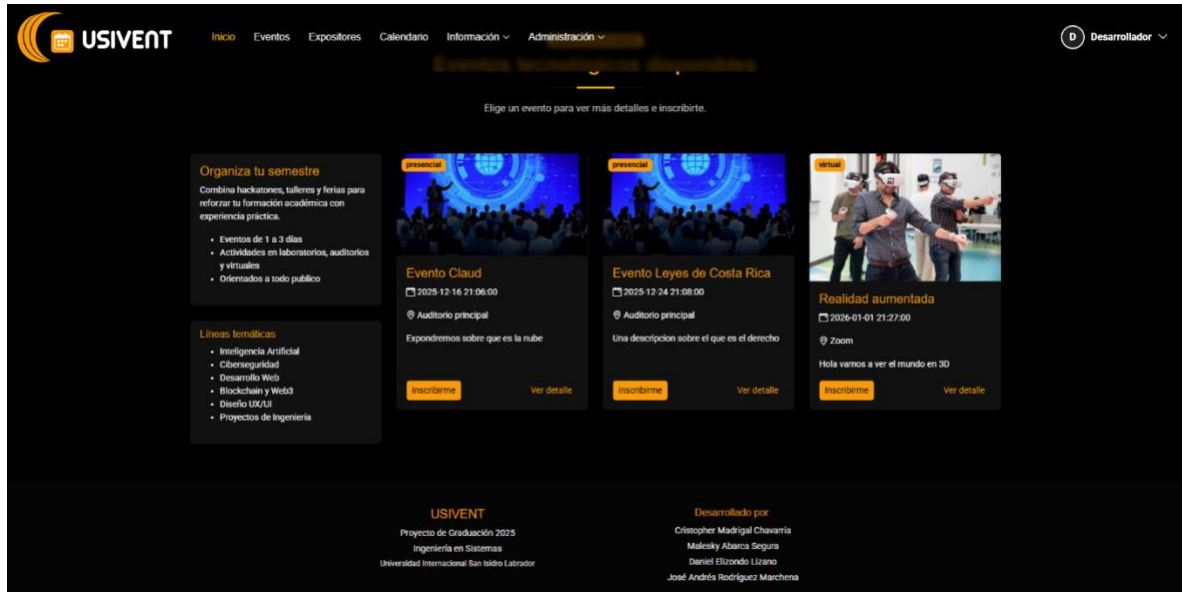 USIVENT
Inicio Eventos Expositores Calendario Información Administración
D Desarrollador
Eventos tecnológicos disponibles
Elige un evento para ver más detalles e inscribirte.
Organiza tu semestre
Combina hackatones, talleres y ferias para
reforzar tu formación académica con
experiencia práctica.
• Eventos de 1 a 3 días
• Actividades en laboratorios, auditorios
y virtuales
• Orientados a todo publico
Líneas temáticas
• Inteligencia Artificial
• Ciberseguridad
• Desarrollo Web
• Blockchain y Web3
• Diseño UX/UI
• Proyectos de Ingeniería
presencial
Evento Claud
2025-12-16 21:06:00
Auditorio principal
Expondremos sobre que es la nube
Inscribirme Ver detalle
presencial
Evento Leyes de Costa Rica
2025-12-24 21:08:00
Auditorio principal
Una descripcion sobre el que es el derecho
Inscribirme Ver detalle
virtual
Realidad aumentada
2026-01-01 21:27:00
Zoom
Hola vamos a ver el mundo en 3D
Inscribirme Ver detalle
USIVENT
Proyecto de Graduación 2025
Ingeniería en Sistemas
Universidad Internacional San Isidro Labrador
Desarrollado por:
Cristopher Madrigal Chavarría
Malesky Abarca Segura
Daniel Elizondo Lizano
José Andrés Rodríguez Marchena